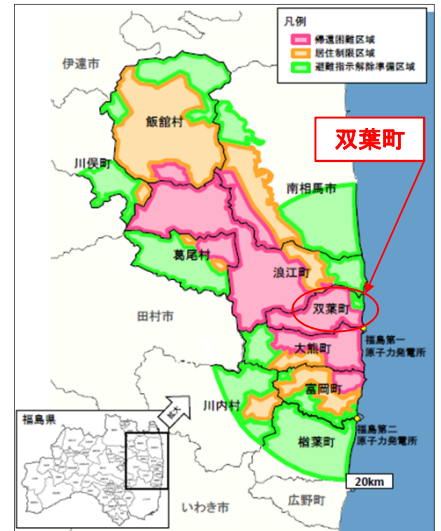 凡例
帰還困難区域
居住制限区域
避難指示解除準備区域
伊達市
飯舘村
双葉町
川俣町
南相馬市
葛尾村
浪江町
双葉町
田村市
福島第一
原子力発電所
大熊町
富岡町
川内村
拡大
福島県
福島第二
原子力発電所
楢葉町
20km
いわき市
広野町